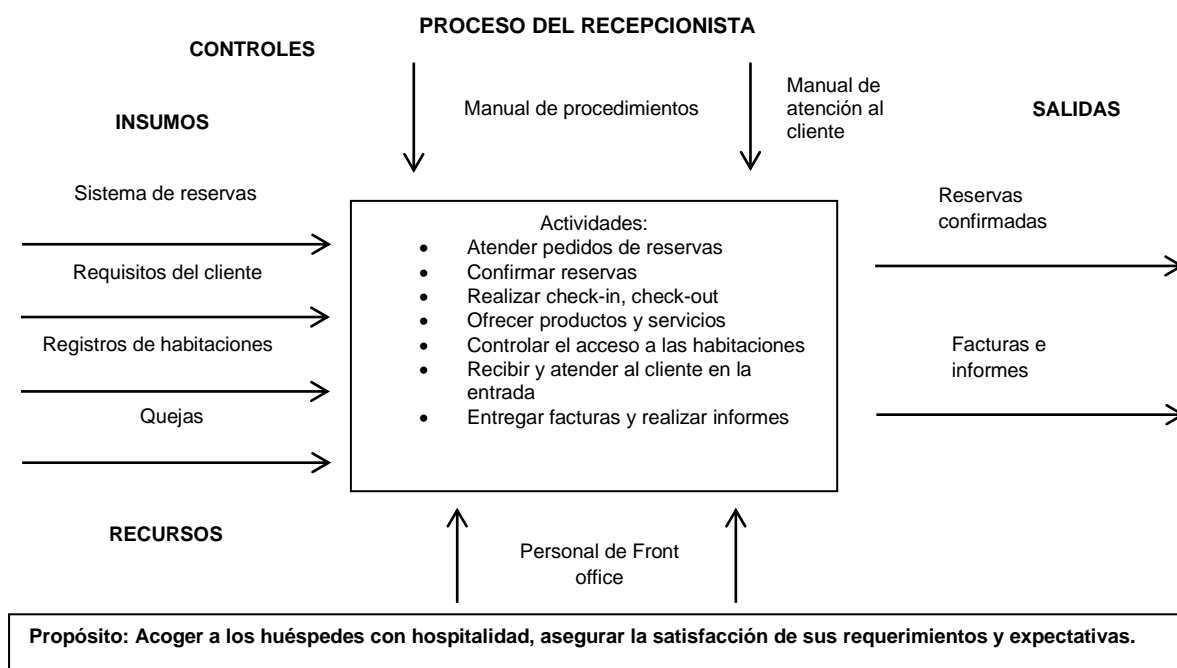 PROCESO DEL RECEPCIONISTA
CONTROLES
Manual de procedimientos
Manual de
atención al
cliente
INSUMOS
SALIDAS
Sistema de reservas
Requisitos del cliente
Registros de habitaciones
Quejas
Actividades:
• Atender pedidos de reservas
• Confirmar reservas
• Realizar check-in, check-out
• Ofrecer productos y servicios
• Controlar el acceso a las habitaciones
• Recibir y atender al cliente en la
entrada
• Entregar facturas y realizar informes
Reservas
confirmadas
Facturas e
informes
RECURSOS
Personal de Front
office
Propósito: Acoger a los huéspedes con hospitalidad, asegurar la satisfacción de sus requerimientos y expectativas.